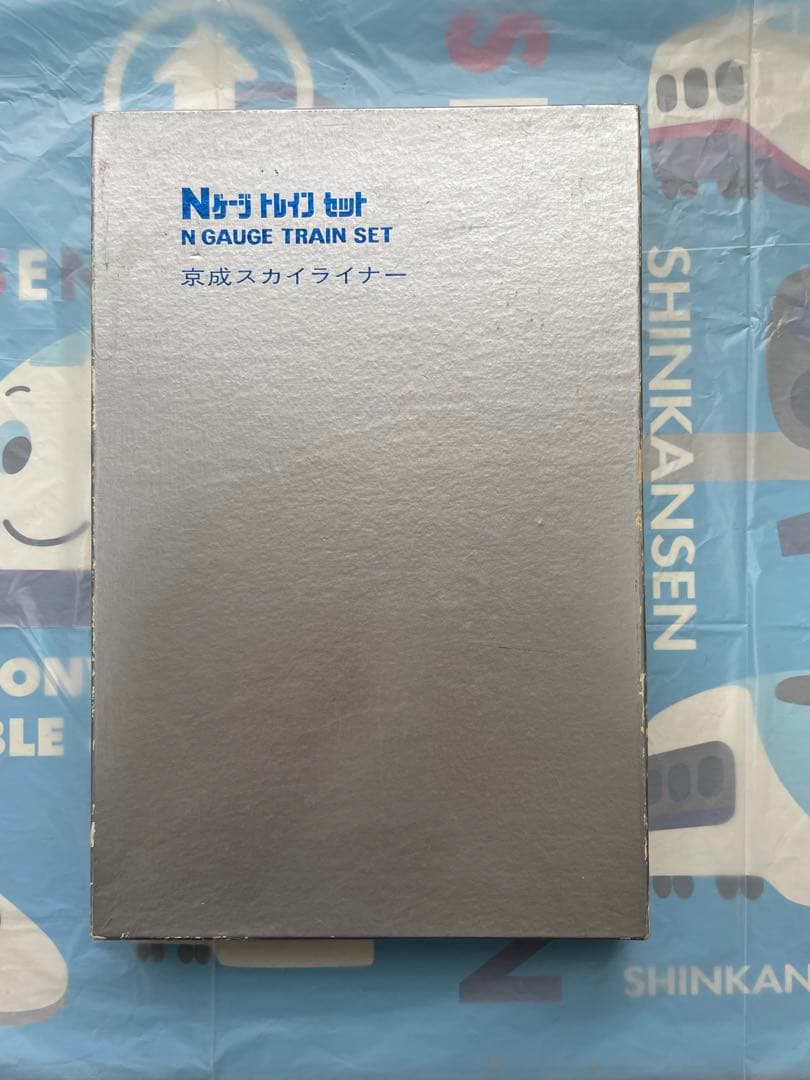 Nゲージ トレイン セット
N GAUGE TRAIN SET
京成スカイライナー
SHINKANSEN
SHINKAN